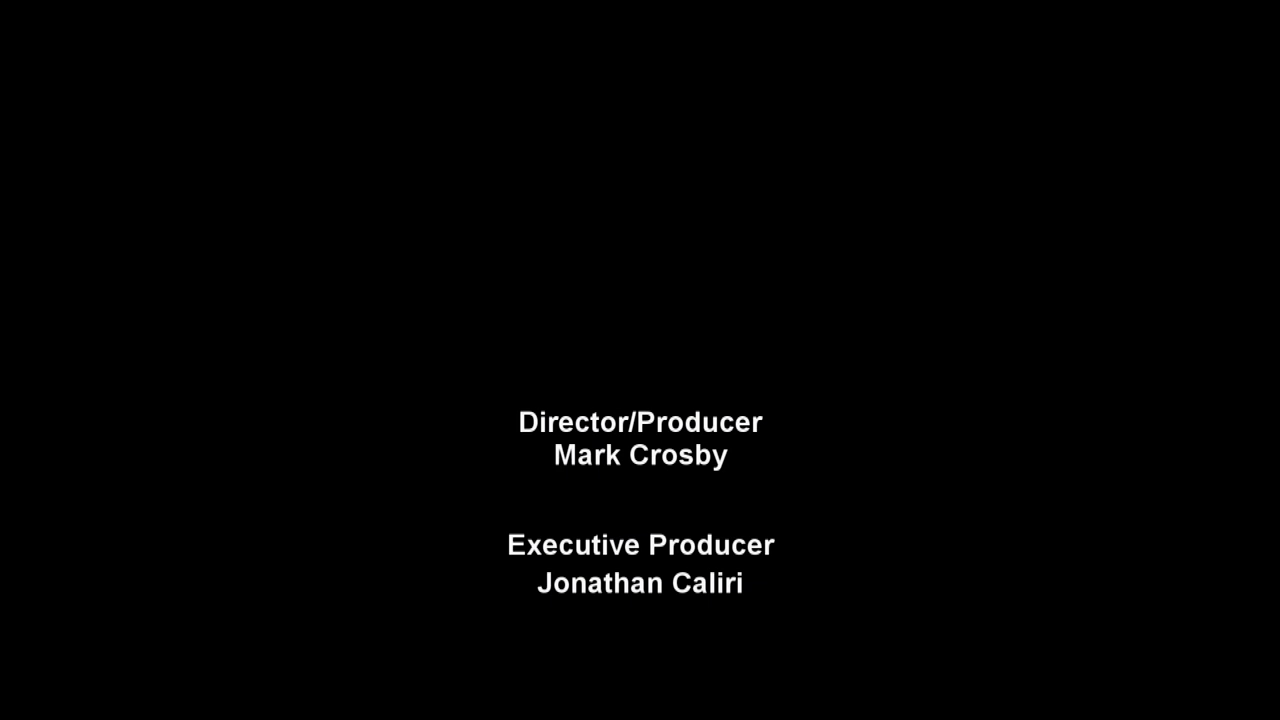 Director/Producer
Mark Crosby
Executive Producer
Jonathan Caliri